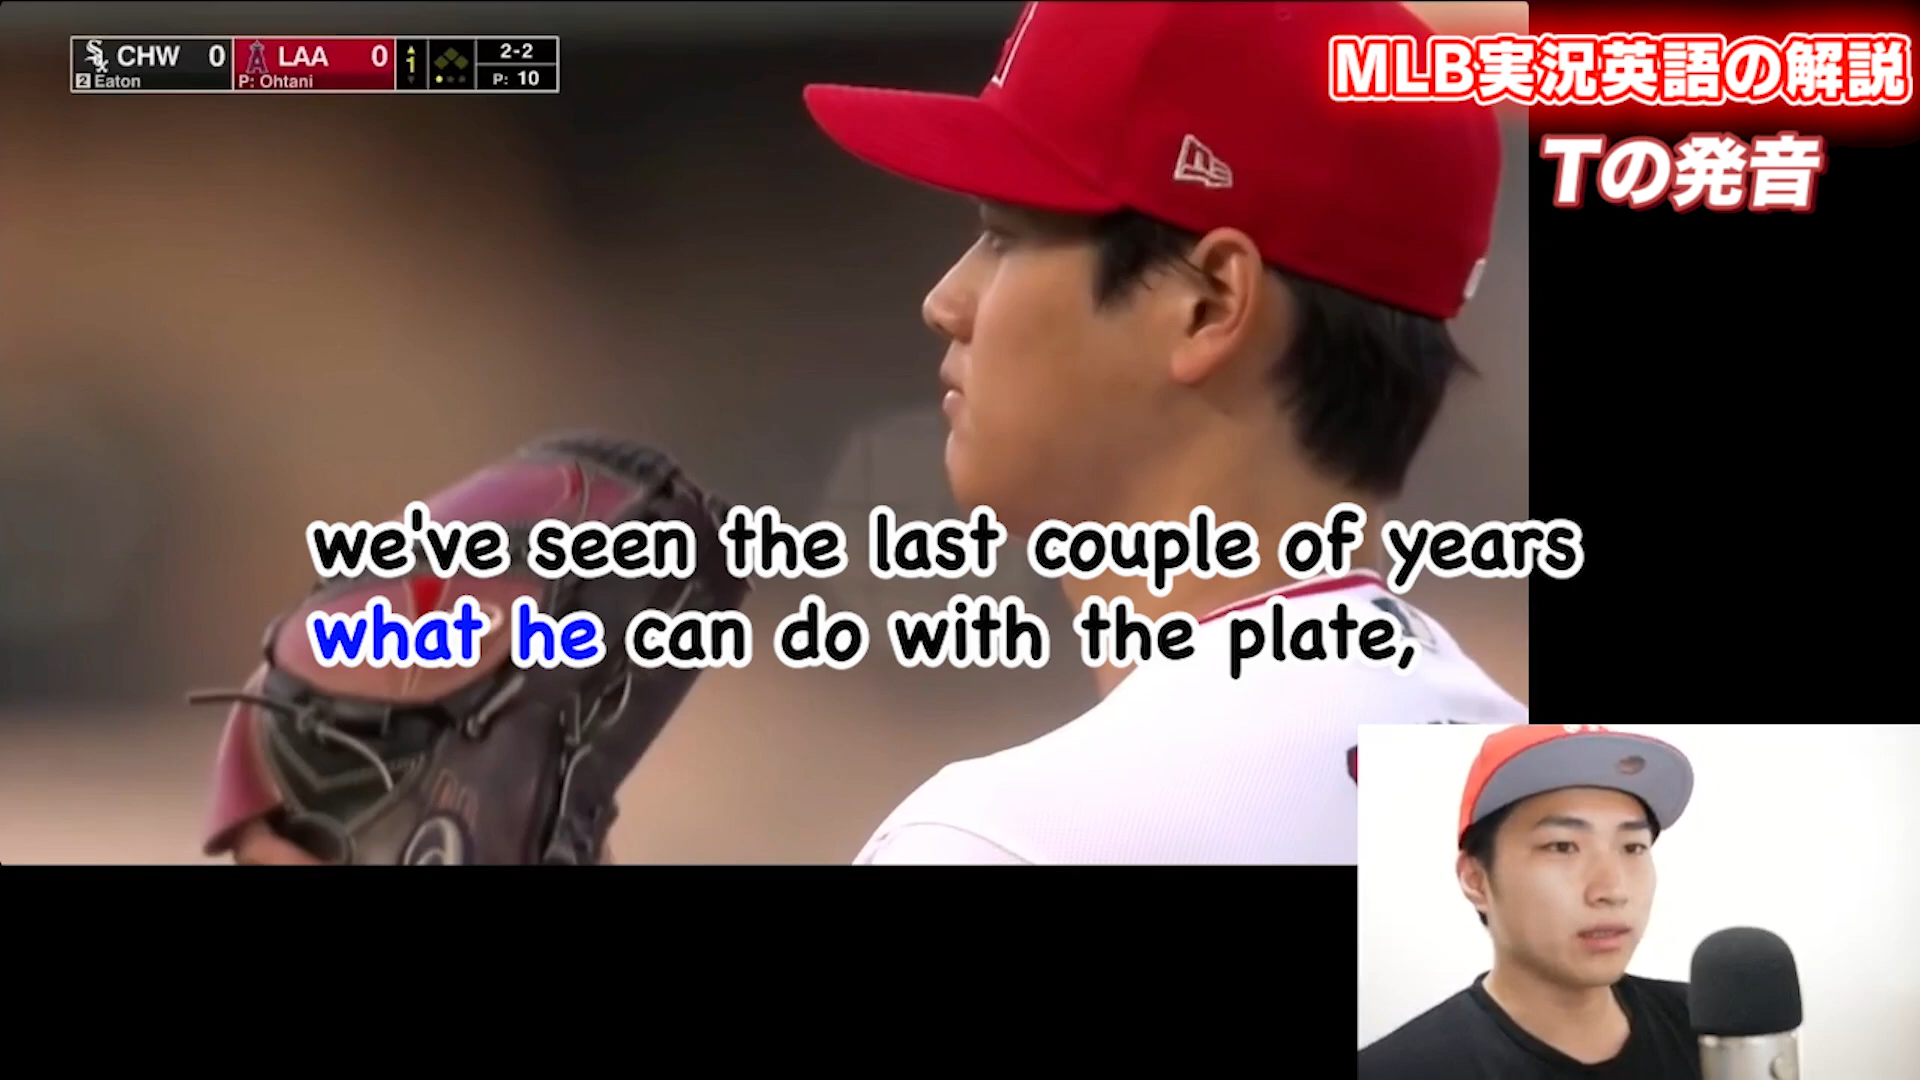 CHW 0 LAA 0 1 2-2
2 Eaton P: Ohtani P: 10
MLB実況英語の解説
Tの発音
we've seen the last couple of years
what he can do with the plate,